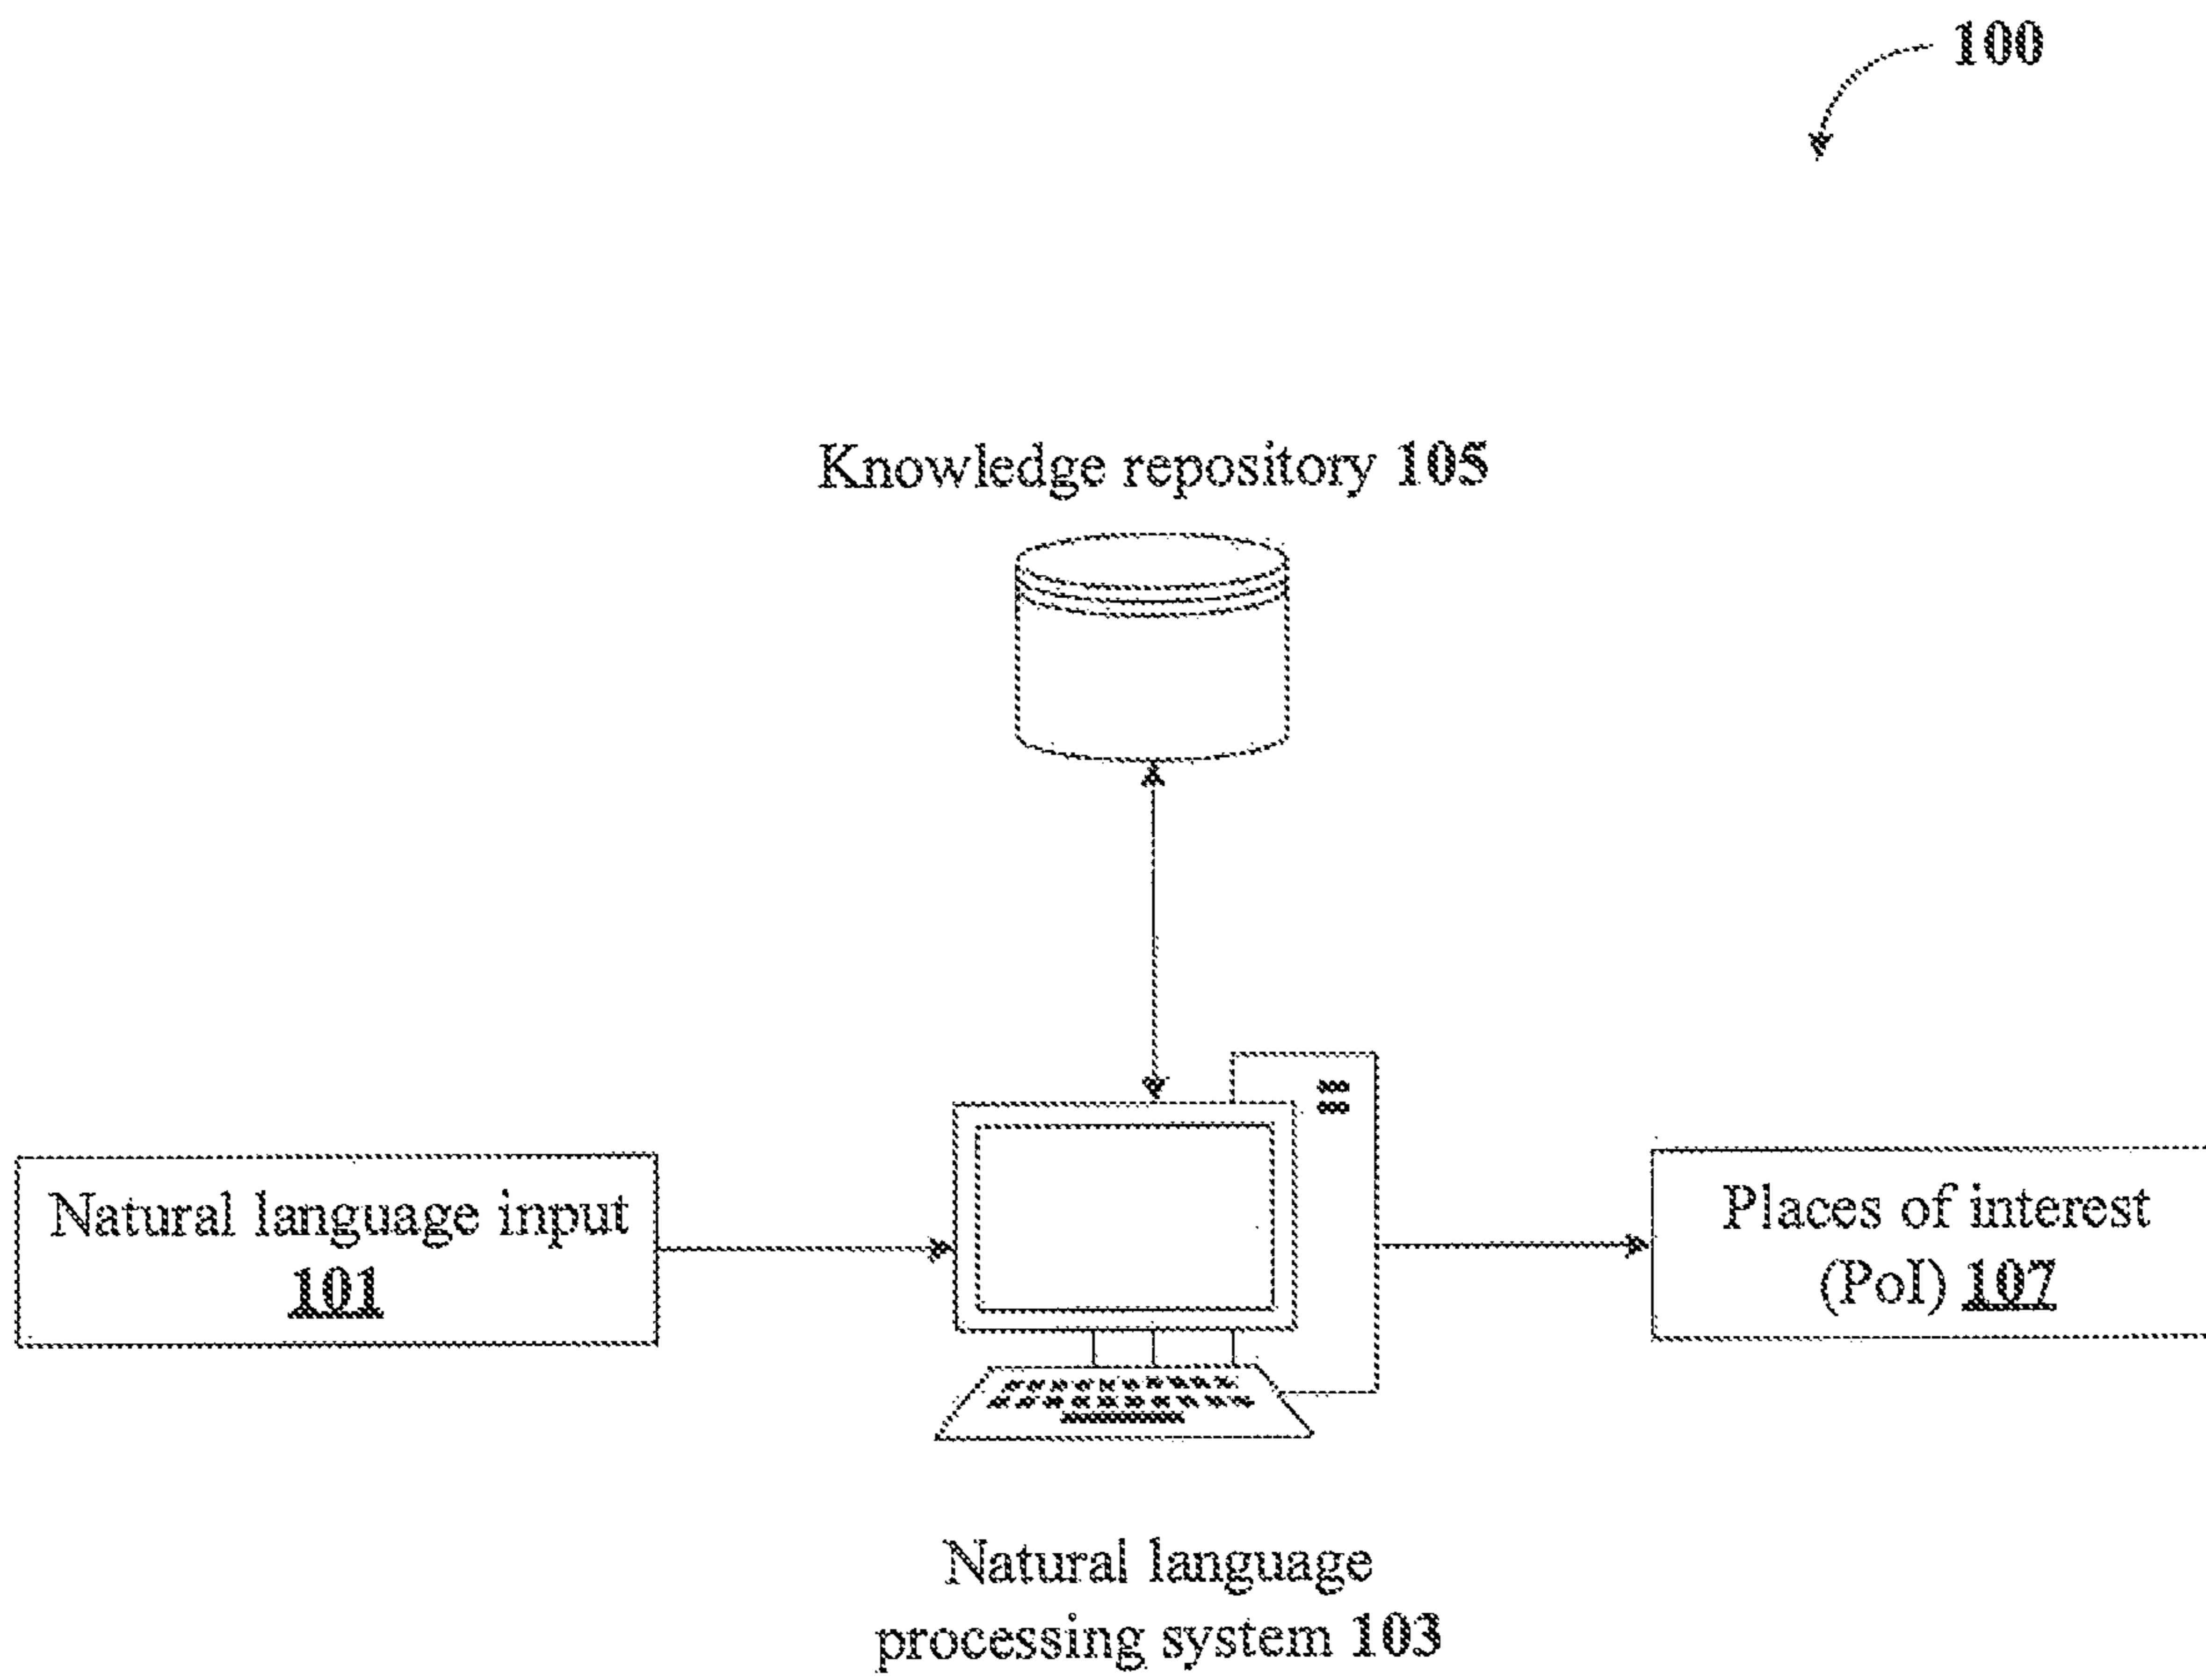 100
Knowledge repository 105
Natural language input
101
Places of interest
(PoI) 107
Natural language
processing system 103